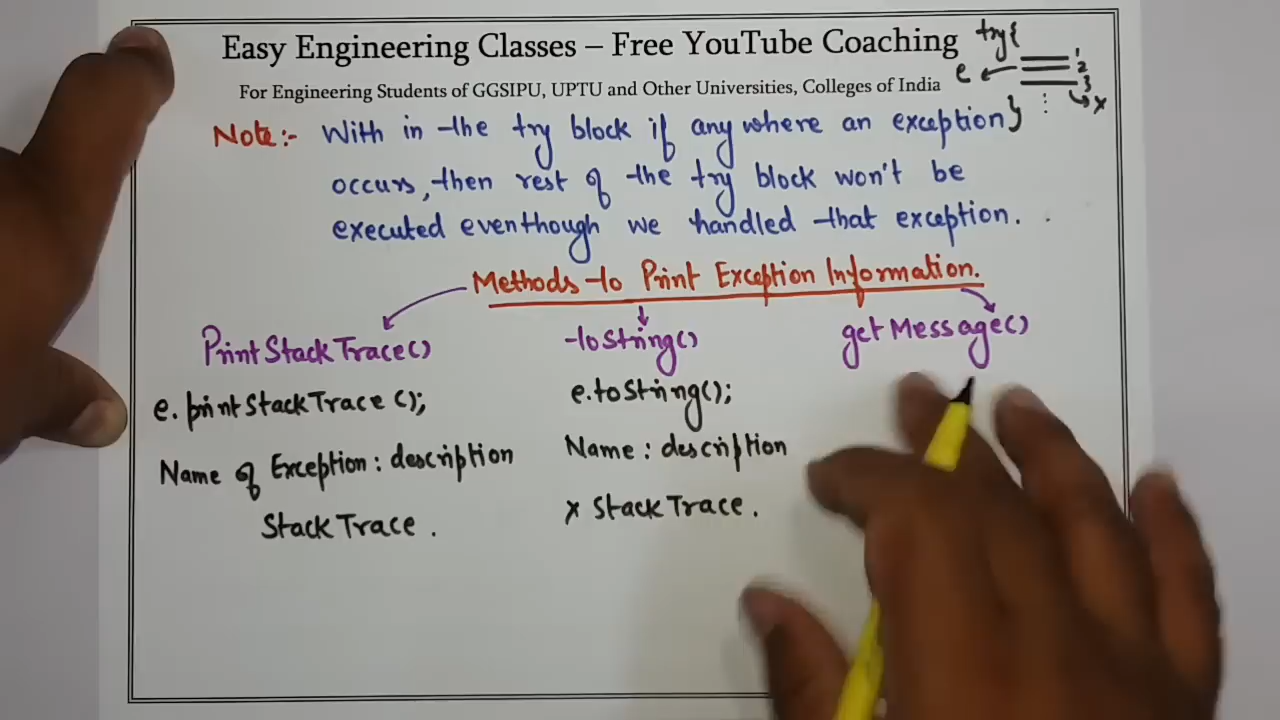 Easy Engineering Classes – Free YouTube Coaching
For Engineering Students of GGSIPU, UPTU and Other Universities, Colleges of India
try{
e
1
2
3
x
}
Note:- With in the try block if any where an exception
occurs, then rest of the try block won't be
executed eventhough we handled that exception.
Methods to Print Exception Information.
PrintStackTrace() toString() getMessage()
e.printStackTrace(); e.toString();
Name of Exception: description Name: description
StackTrace. x StackTrace.